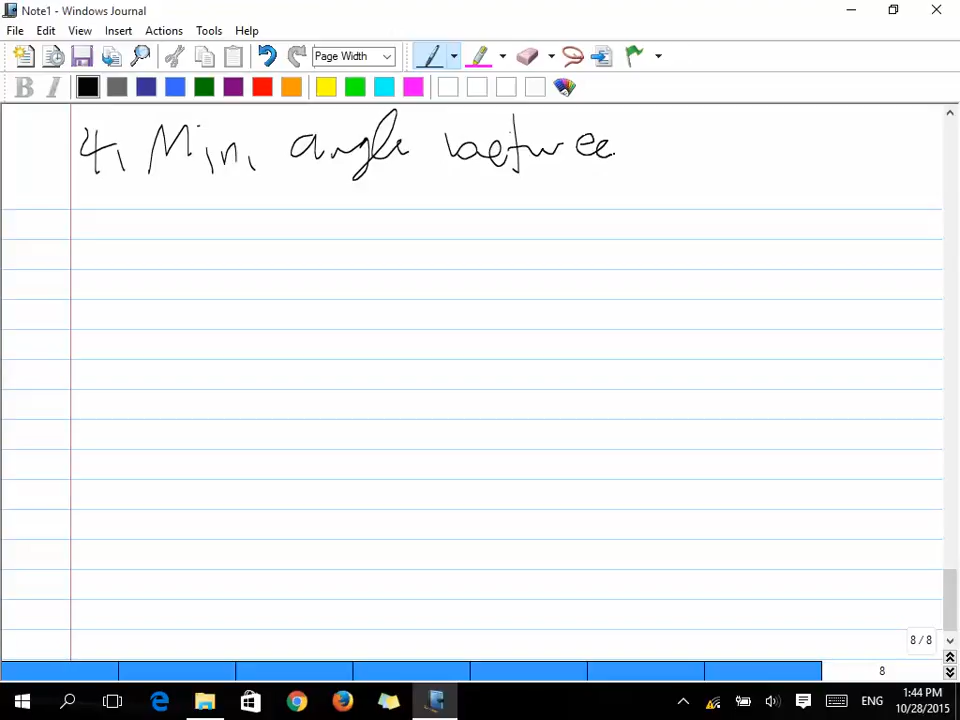 Note1 - Windows Journal
File Edit View Insert Actions Tools Help
Page Width
B I
4. Min. angle betwee
8 / 8
8
ENG
1:44 PM
10/28/2015